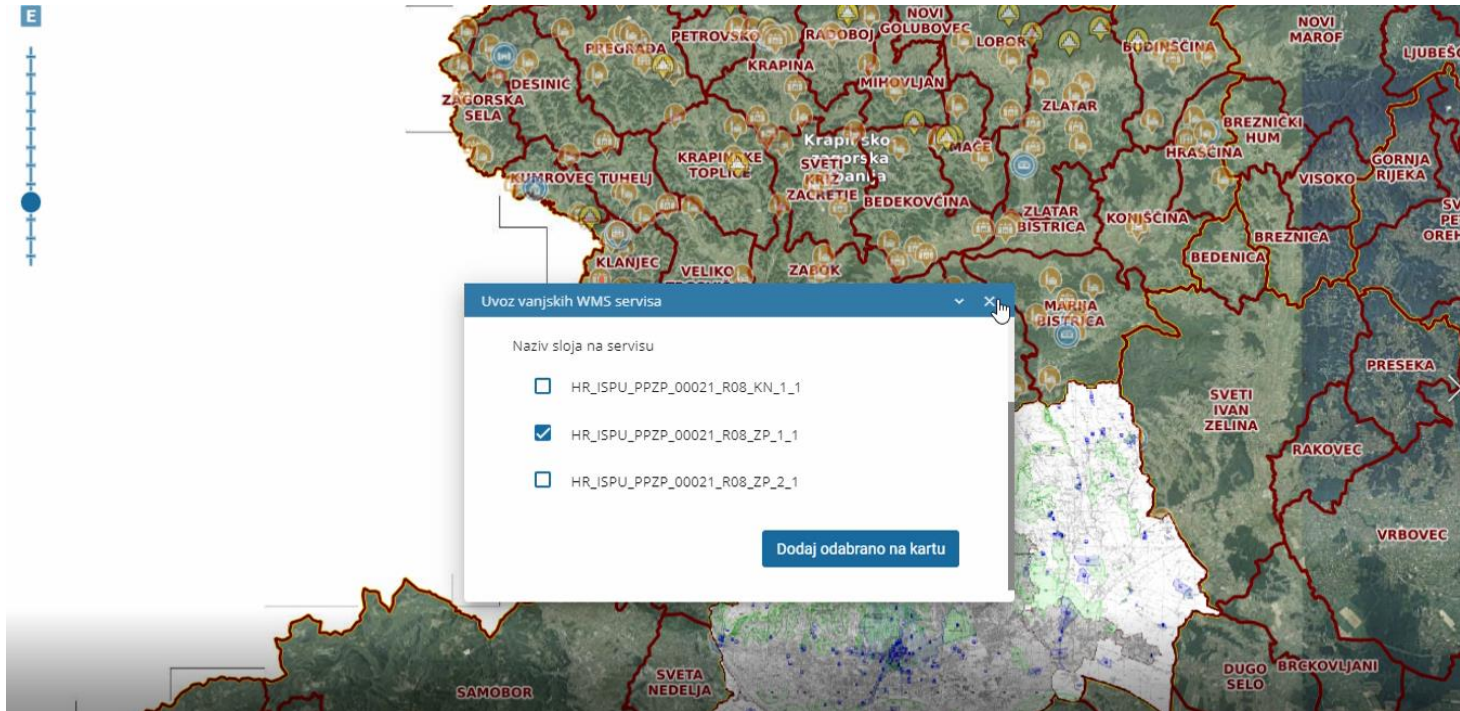 E
NOVI
GOLUBOVEC
NOVI
MAROF
PETROVSKO
RADOBOJ
LOBOR
BUDINŠČINA
PREGRADA
KRAPINA
DESINIĆ
MIHOVLJAN
ZAGORSKA
SELA
ZLATAR
BREZNIČKI
HUM
MAČE
HRAŠĆINA
KRAPINSKE
TOPLICE
SVETI
KRIŽ
ZAČRETJE
GORNJA
RIJEKA
KUMROVEC
TUHELJ
VISOKO
BEDEKOVČINA
ZLATAR
BISTRICA
KONJŠČINA
BREZNICA
BEDENICA
KLANJEC
VELIKO
ZABOK
Uvoz vanjskih WMS servisa
MARIJA
BISTRICA
Naziv sloja na servisu
HR_ISPU_PPZP_00021_R08_KN_1_1
HR_ISPU_PPZP_00021_R08_ZP_1_1
HR_ISPU_PPZP_00021_R08_ZP_2_1
Dodaj odabrano na kartu
PRESEKA
SVETI
IVAN
ZELINA
RAKOVEC
VRBOVEC
SAMOBOR
SVETA
NEDELJA
DUGO
SELO
BRCKOVLJANI